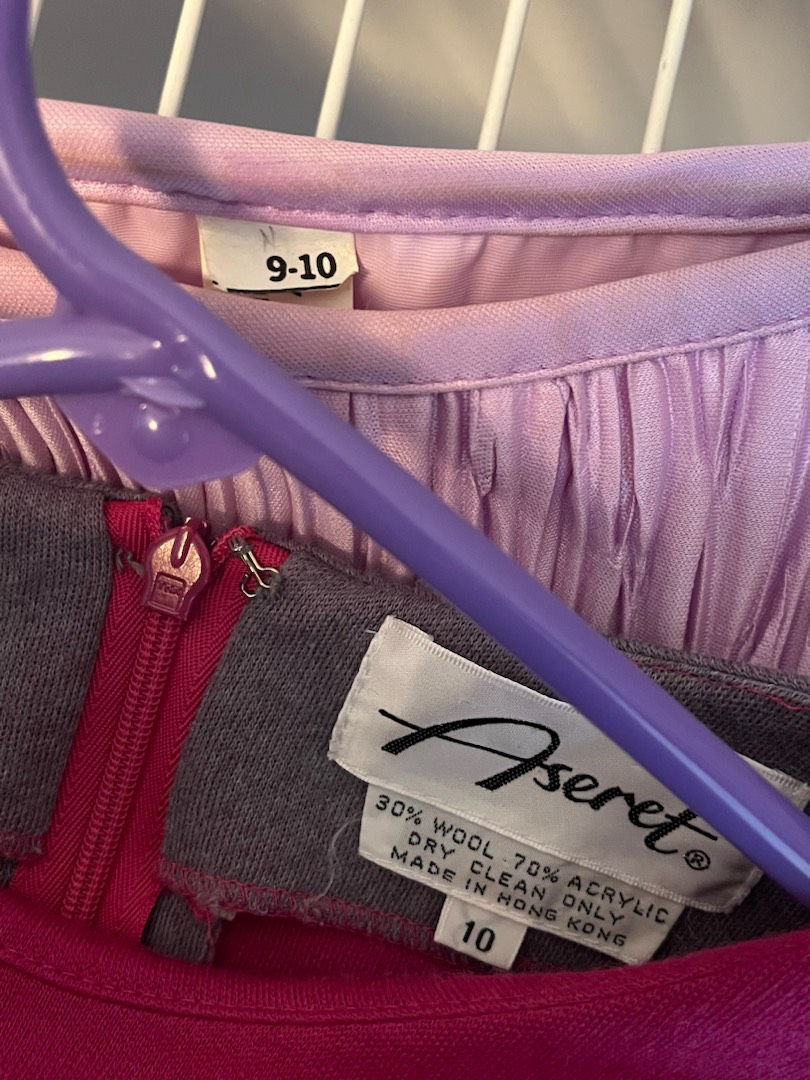 9-10
Aseret®
30% WOOL 70% ACRYLIC
DRY CLEAN ONLY
MADE IN HONG KONG
10